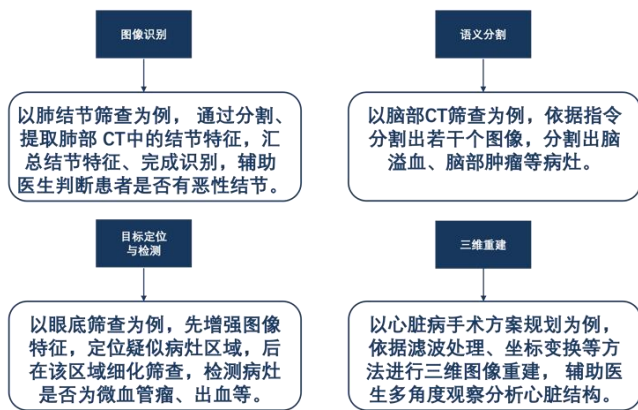 图像识别
以肺结节筛查为例， 通过分割、
提取肺部 CT中的结节特征，汇
总结节特征、完成识别，辅助
医生判断患者是否有恶性结节。
语义分割
以脑部CT筛查为例，依据指令
分割出若干个图像，分割出脑
溢血、脑部肿瘤等病灶。
目标定位
与检测
以眼底筛查为例，先增强图像
特征，定位疑似病灶区域，后
在该区域细化筛查，检测病灶
是否为微血管瘤、出血等。
三维重建
以心脏病手术方案规划为例，
依据滤波处理、坐标变换等方
法进行三维图像重建， 辅助医
生多角度观察分析心脏结构。